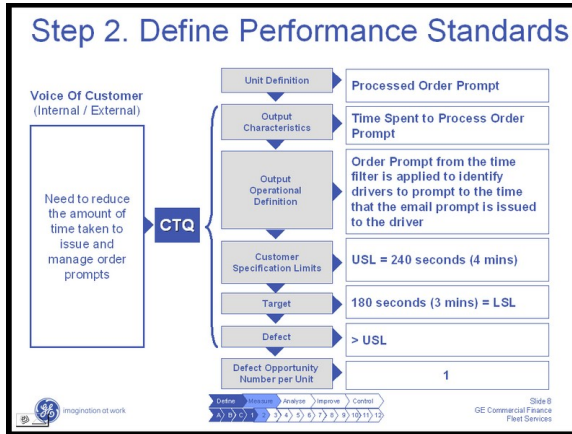 Step 2. Define Performance Standards
Voice Of Customer
(Internal / External)
Need to reduce
the amount of
time taken to
issue and
manage order
prompts
CTQ
Unit Definition
Processed Order Prompt
Output
Characteristics
Time Spent to Process Order
Prompt
Output
Operational
Definition
Order Prompt from the time
filter is applied to identify
drivers to prompt to the time
that the email prompt is issued
to the driver
Customer
Specification Limits
USL = 240 seconds (4 mins)
Target
180 seconds (3 mins) = LSL
Defect
> USL
Defect Opportunity
Number per Unit
1
imagination at work
Define Measure Analyse Improve Control
A B C 1 2 3 4 5 6 7 8 9 10 11 12
Slide 8
GE Commercial Finance
Fleet Services